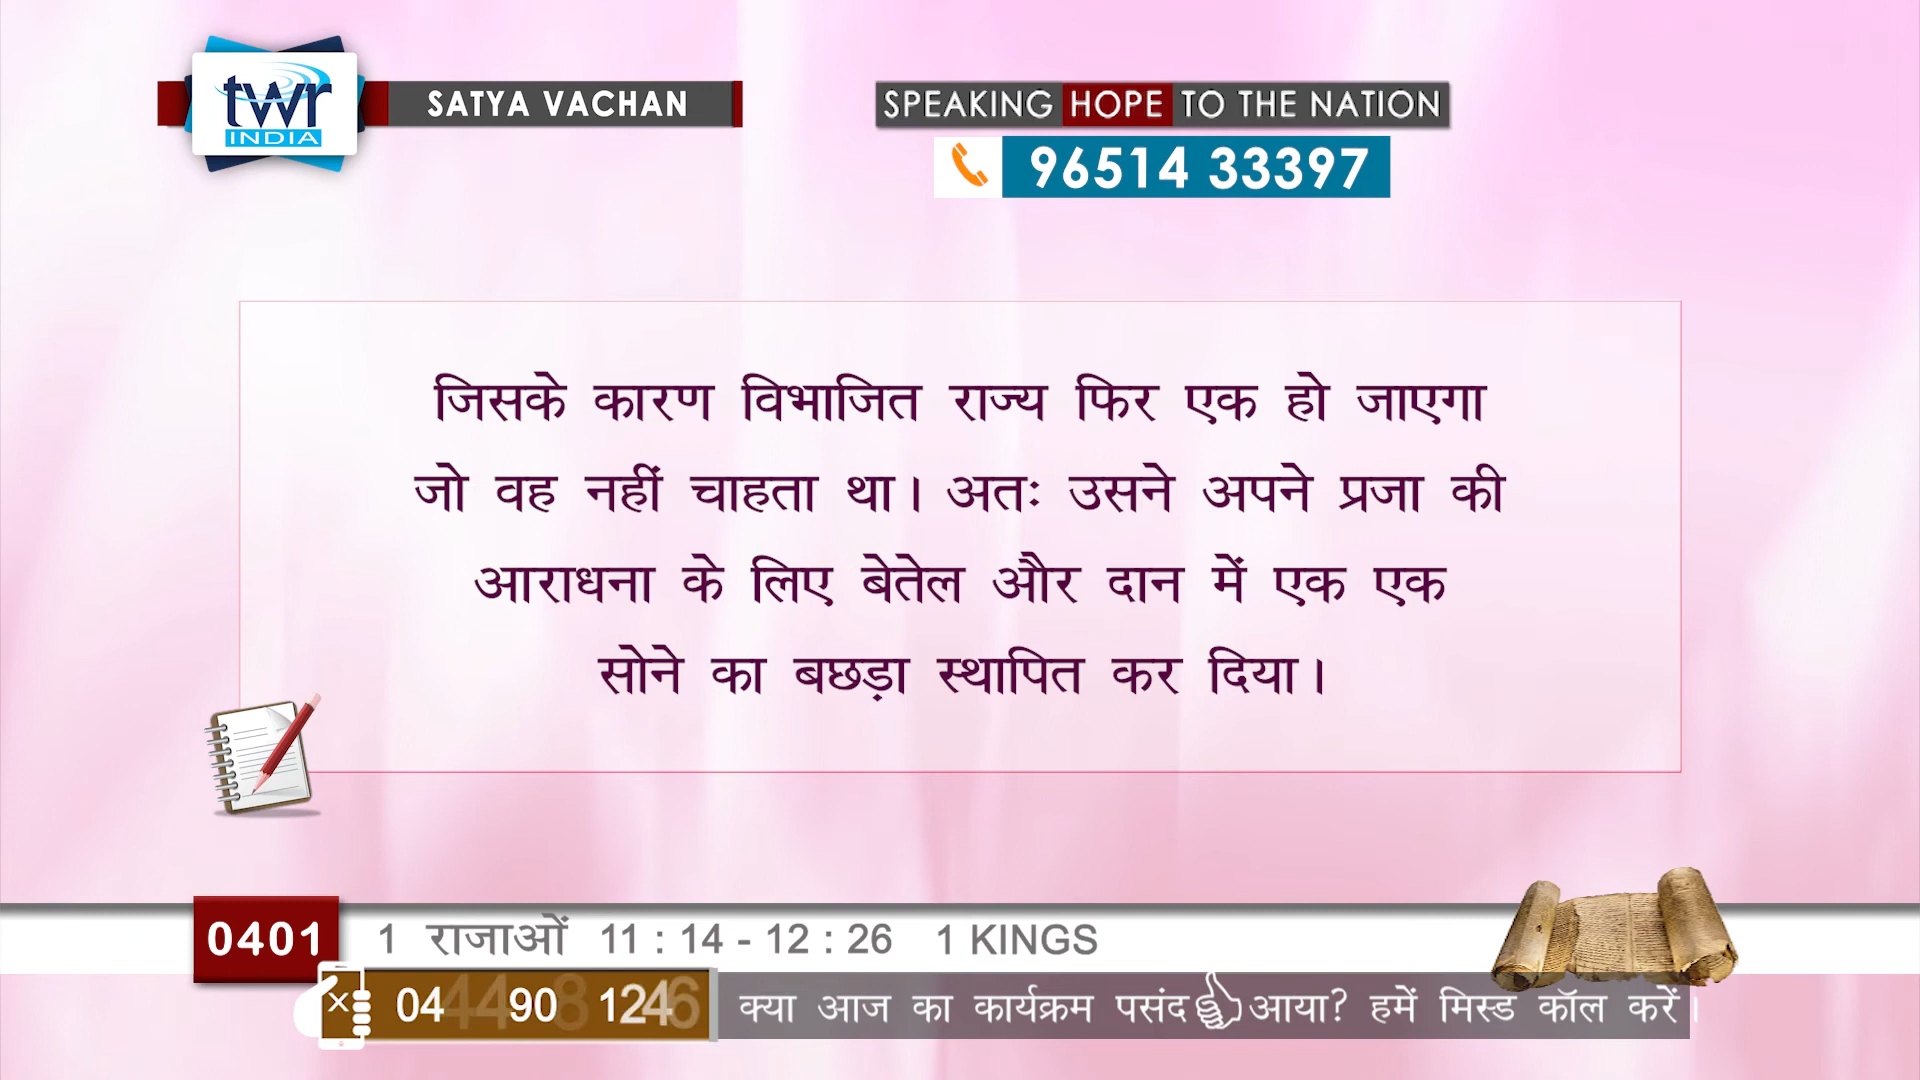 twr
INDIA
SATYA VACHAN
SPEAKING HOPE TO THE NATION
96514 33397
जिसके कारण विभाजित राज्य फिर एक हो जाएगा
जो वह नहीं चाहता था। अतः उसने अपने प्रजा की
आराधना के लिए बेतेल और दान में एक एक
सोने का बछड़ा स्थापित कर दिया।
0401
1 राजाओं 11 : 14 - 12 : 26 1 KINGS
04 90
क्या आज का कार्यक्रम पसंद आया? हमें मिस्ड कॉल करें।